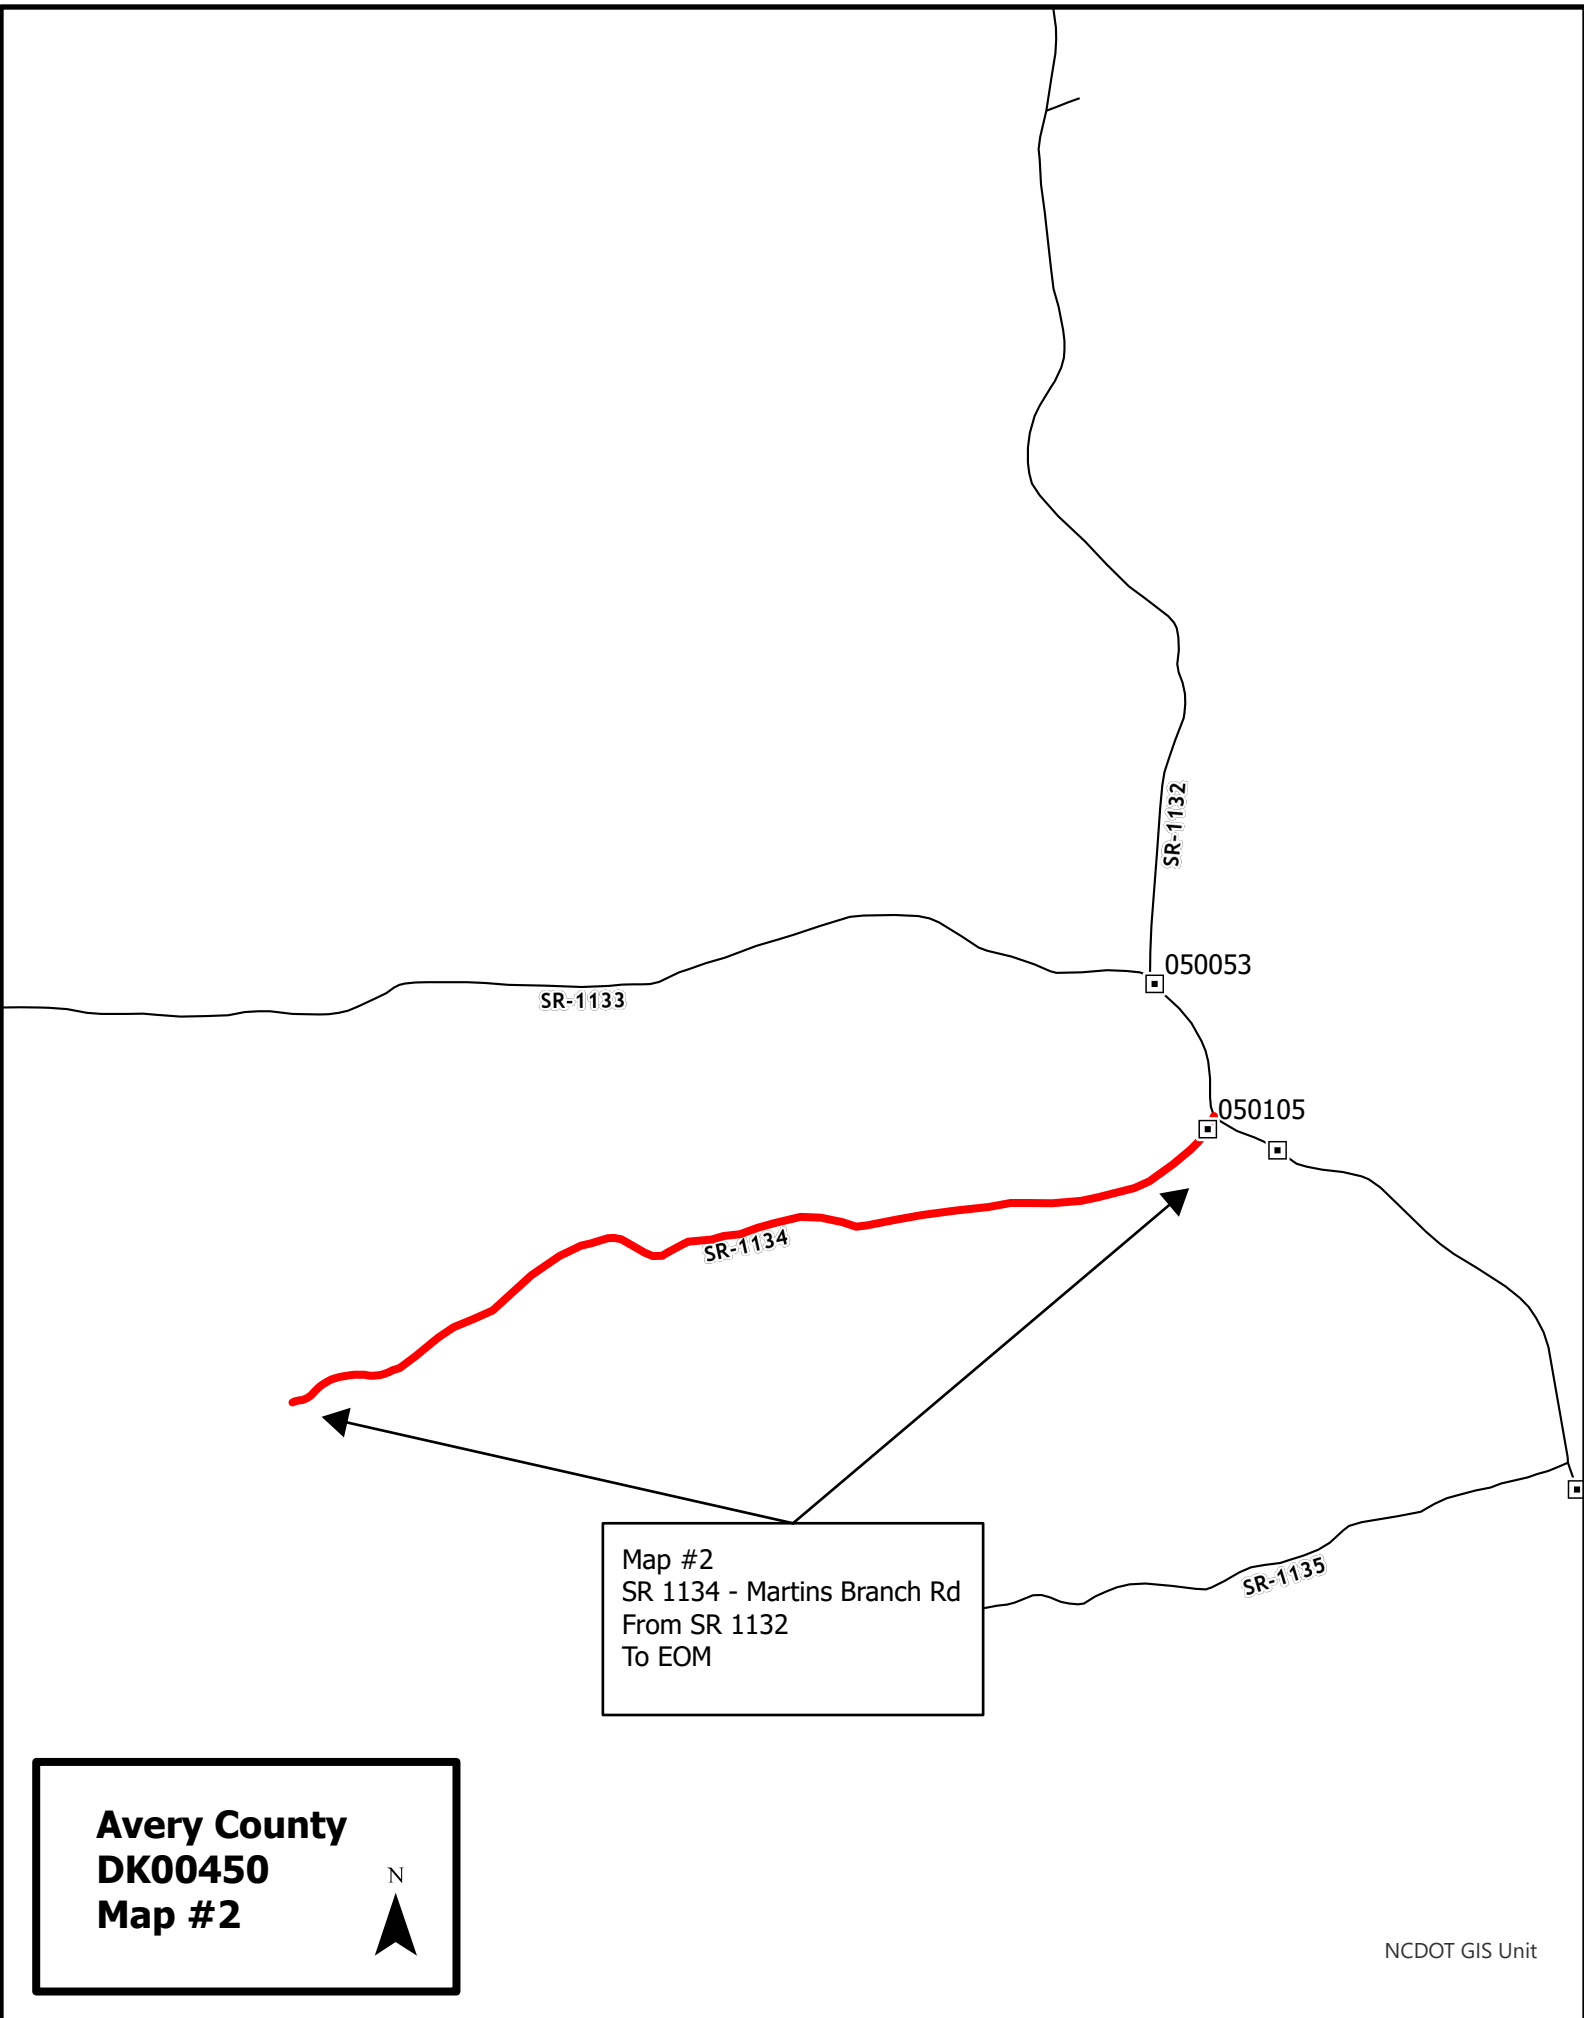 SR-1132
050053
SR-1133
050105
SR-1134
Map #2
SR 1134 - Martins Branch Rd
From SR 1132
To EOM
SR-1135
Avery County
DK00450
Map #2
N
NCDOT GIS Unit